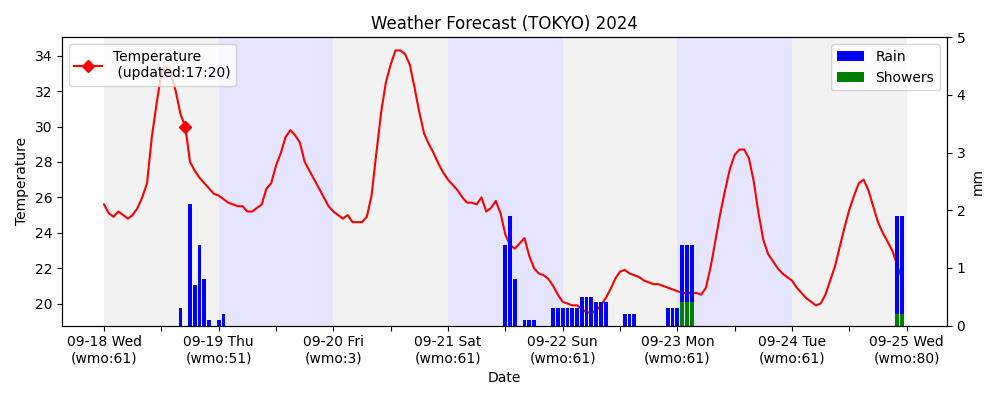 Weather Forecast (TOKYO) 2024
Temperature
(updated:17:20)
Rain
Showers
Temperature
34
32
30
28
26
24
22
20
5
4
3
2
1
0
mm
09-18 Wed
(wmo:61)
09-19 Thu
(wmo:51)
09-20 Fri
(wmo:3)
09-21 Sat
(wmo:61)
09-22 Sun
(wmo:61)
09-23 Mon
(wmo:61)
09-24 Tue
(wmo:61)
09-25 Wed
(wmo:80)
Date